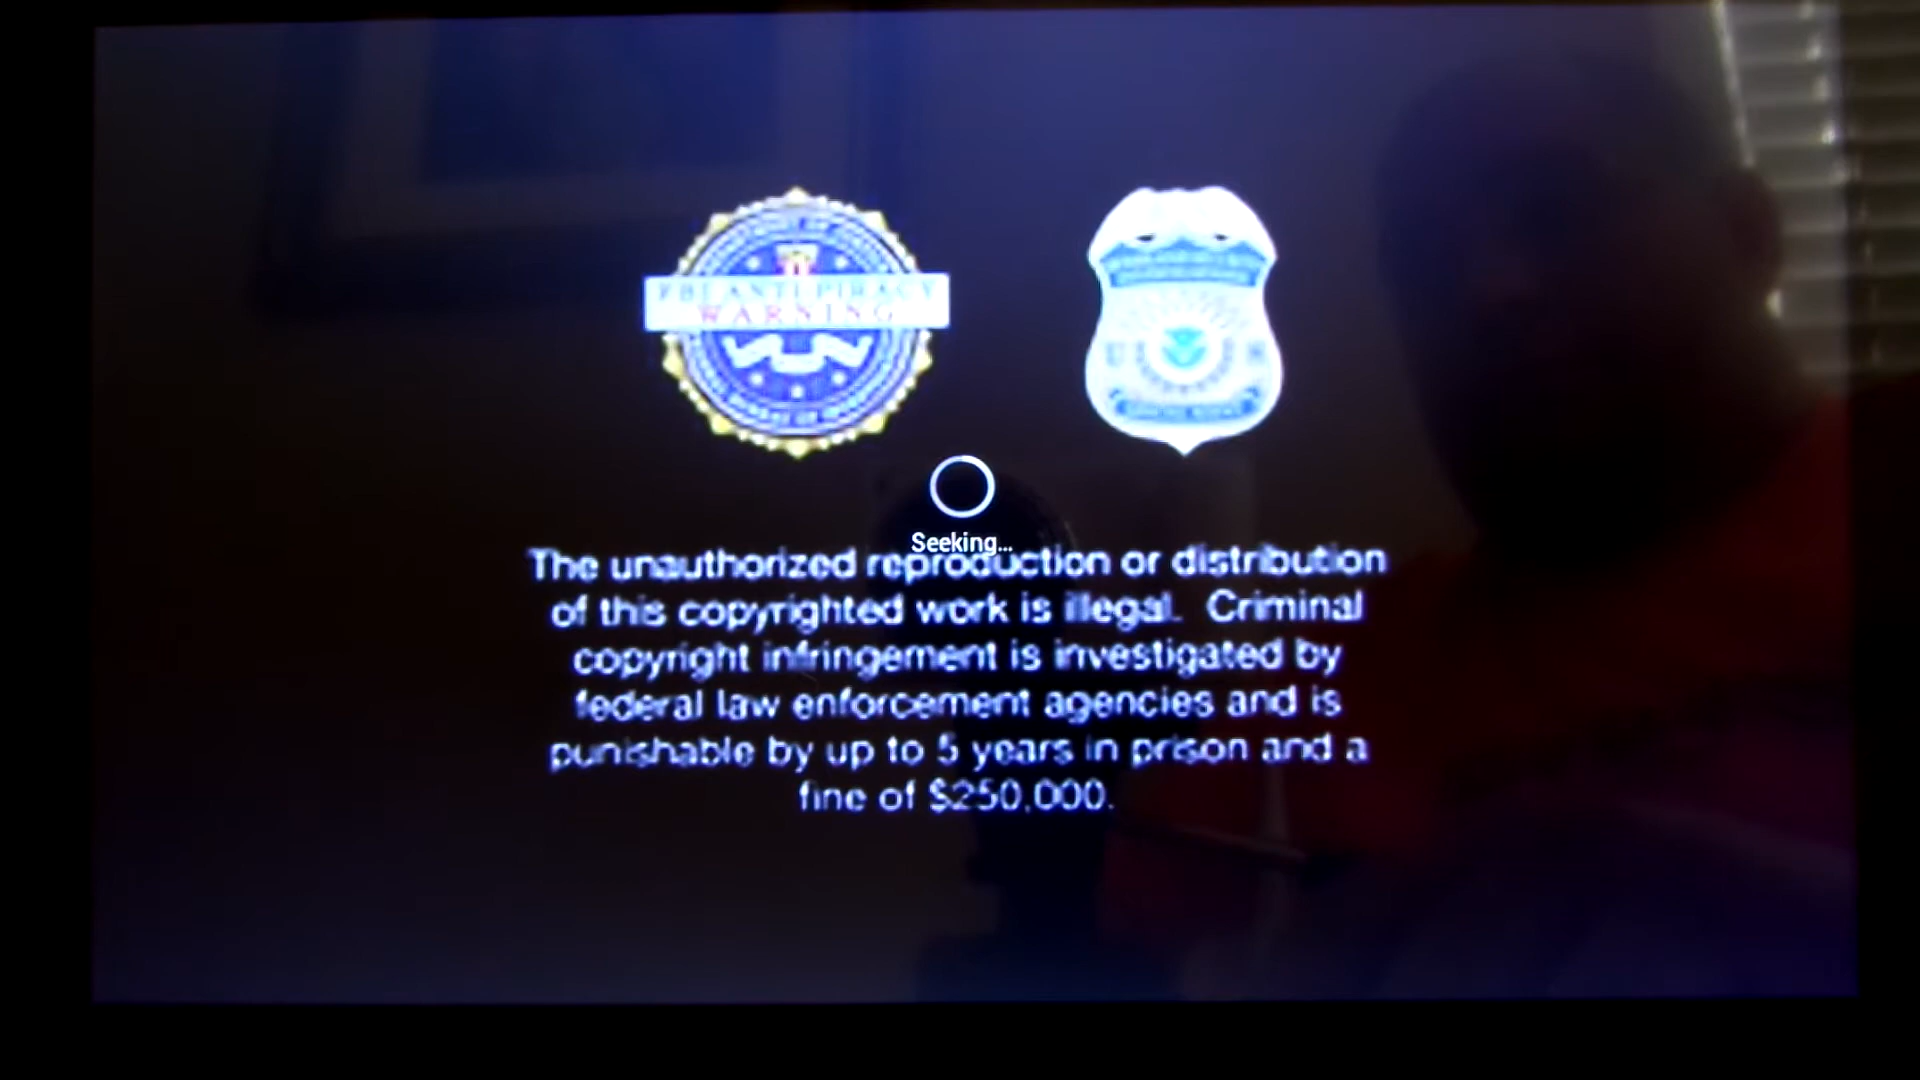 FBI ANTI-PIRACY
WARNING
Seeking...
The unauthorized reproduction or distribution
of this copyrighted work is illegal. Criminal
copyright infringement is investigated by
federal law enforcement agencies and is
punishable by up to 5 years in prison and a
fine of $250,000.